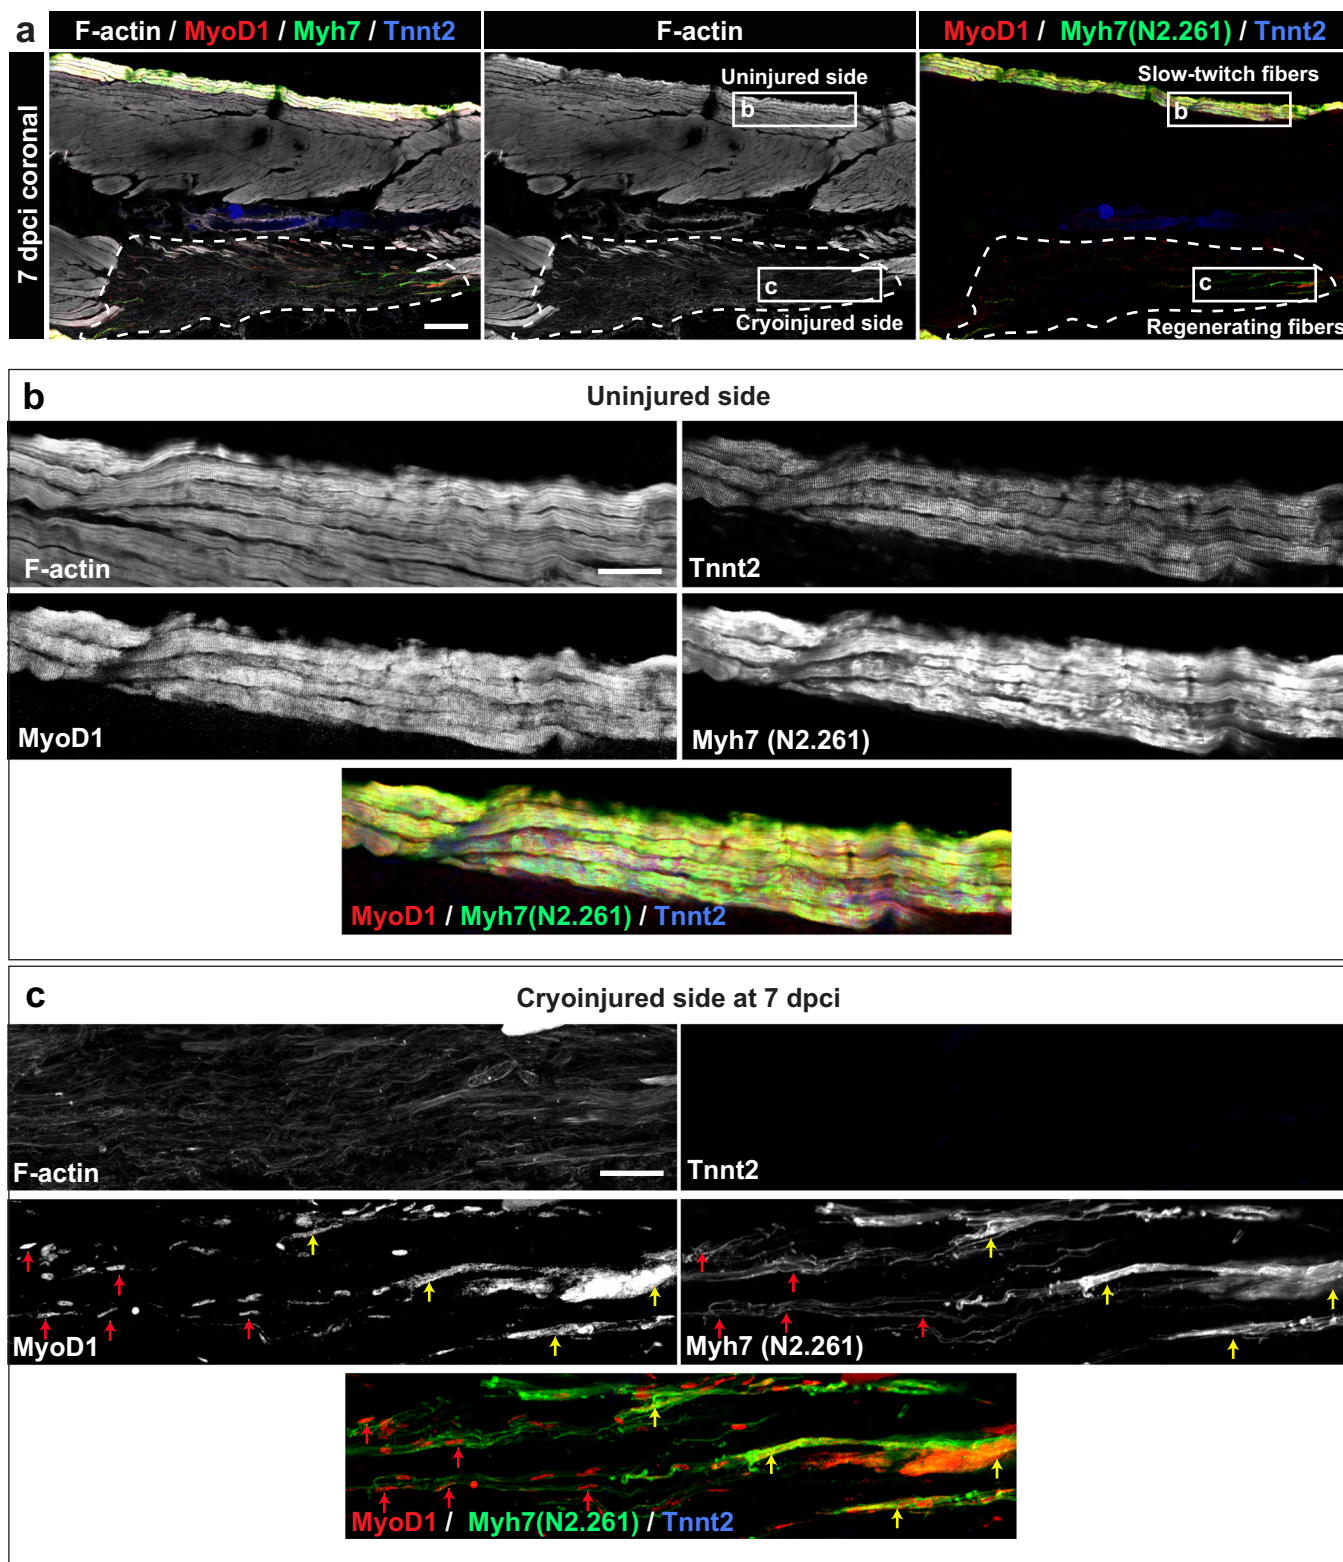 a
F-actin / MyoD1 / Myh7 / Tnnt2
F-actin
MyoD1 / Myh7(N2.261) / Tnnt2
7 dpci coronal
Uninjured side
b
c
Cryoinjured side
Slow-twitch fibers
b
c
Regenerating fibers
b
Uninjured side
F-actin
Tnnt2
MyoD1
Myh7 (N2.261)
MyoD1 / Myh7(N2.261) / Tnnt2
c
Cryoinjured side at 7 dpci
F-actin
Tnnt2
MyoD1
Myh7 (N2.261)
MyoD1 / Myh7(N2.261) / Tnnt2